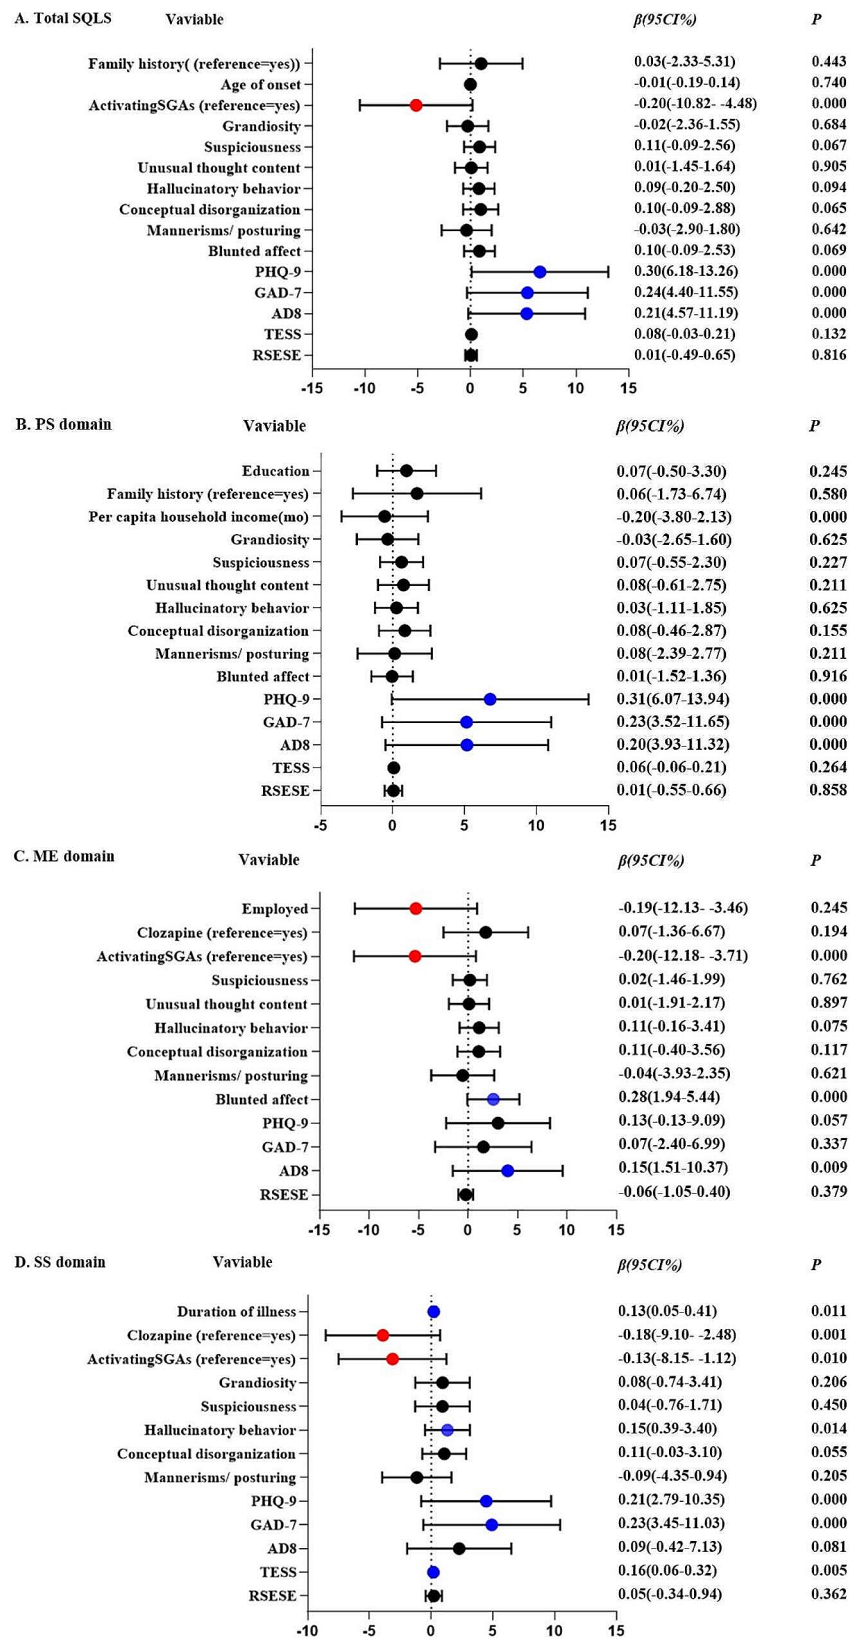 A. Total SQLS Vaviable β(95CI%) P
Family history( (reference=yes)) 0.03(-2.33-5.31) 0.443
Age of onset -0.01(-0.19-0.14) 0.740
ActivatingSGAs (reference=yes) -0.20(-10.82- -4.48) 0.000
Grandiosity -0.02(-2.36-1.55) 0.684
Suspiciousness 0.11(-0.09-2.56) 0.067
Unusual thought content 0.01(-1.45-1.64) 0.905
Hallucinatory behavior 0.09(-0.20-2.50) 0.094
Conceptual disorganization 0.10(-0.09-2.88) 0.065
Mannerisms/ posturing -0.03(-2.90-1.80) 0.642
Blunted affect 0.10(-0.09-2.53) 0.069
PHQ-9 0.30(6.18-13.26) 0.000
GAD-7 0.24(4.40-11.55) 0.000
AD8 0.21(4.57-11.19) 0.000
TESS 0.08(-0.03-0.21) 0.132
RSESE 0.01(-0.49-0.65) 0.816
-15 -10 -5 0 5 10 15
B. PS domain Vaviable β(95CI%) P
Education 0.07(-0.50-3.30) 0.245
Family history (reference=yes) 0.06(-1.73-6.74) 0.580
Per capita household income(mo) -0.20(-3.80-2.13) 0.000
Grandiosity -0.03(-2.65-1.60) 0.625
Suspiciousness 0.07(-0.55-2.30) 0.227
Unusual thought content 0.08(-0.61-2.75) 0.211
Hallucinatory behavior 0.03(-1.11-1.85) 0.625
Conceptual disorganization 0.08(-0.46-2.87) 0.155
Mannerisms/ posturing 0.08(-2.39-2.77) 0.211
Blunted affect 0.01(-1.52-1.36) 0.916
PHQ-9 0.31(6.07-13.94) 0.000
GAD-7 0.23(3.52-11.65) 0.000
AD8 0.20(3.93-11.32) 0.000
TESS 0.06(-0.06-0.21) 0.264
RSESE 0.01(-0.55-0.66) 0.858
-5 0 5 10 15
C. ME domain Vaviable β(95CI%) P
Employed -0.19(-12.13- -3.46) 0.245
Clozapine (reference=yes) 0.07(-1.36-6.67) 0.194
ActivatingSGAs (reference=yes) -0.20(-12.18- -3.71) 0.000
Suspiciousness 0.02(-1.46-1.99) 0.762
Unusual thought content 0.01(-1.91-2.17) 0.897
Hallucinatory behavior 0.11(-0.16-3.41) 0.075
Conceptual disorganization 0.11(-0.40-3.56) 0.117
Mannerisms/ posturing -0.04(-3.93-2.35) 0.621
Blunted affect 0.28(1.94-5.44) 0.000
PHQ-9 0.13(-0.13-9.09) 0.057
GAD-7 0.07(-2.40-6.99) 0.337
AD8 0.15(1.51-10.37) 0.009
RSESE -0.06(-1.05-0.40) 0.379
-15 -10 -5 0 5 10 15
D. SS domain Vaviable β(95CI%) P
Duration of illness 0.13(0.05-0.41) 0.011
Clozapine (reference=yes) -0.18(-9.10- -2.48) 0.001
ActivatingSGAs (reference=yes) -0.13(-8.15- -1.12) 0.010
Grandiosity 0.08(-0.74-3.41) 0.206
Suspiciousness 0.04(-0.76-1.71) 0.450
Hallucinatory behavior 0.15(0.39-3.40) 0.014
Conceptual disorganization 0.11(-0.03-3.10) 0.055
Mannerisms/ posturing -0.09(-4.35-0.94) 0.205
PHQ-9 0.21(2.79-10.35) 0.000
GAD-7 0.23(3.45-11.03) 0.000
AD8 0.09(-0.42-7.13) 0.081
TESS 0.16(0.06-0.32) 0.005
RSESE 0.05(-0.34-0.94) 0.362
-10 -5 0 5 10 15